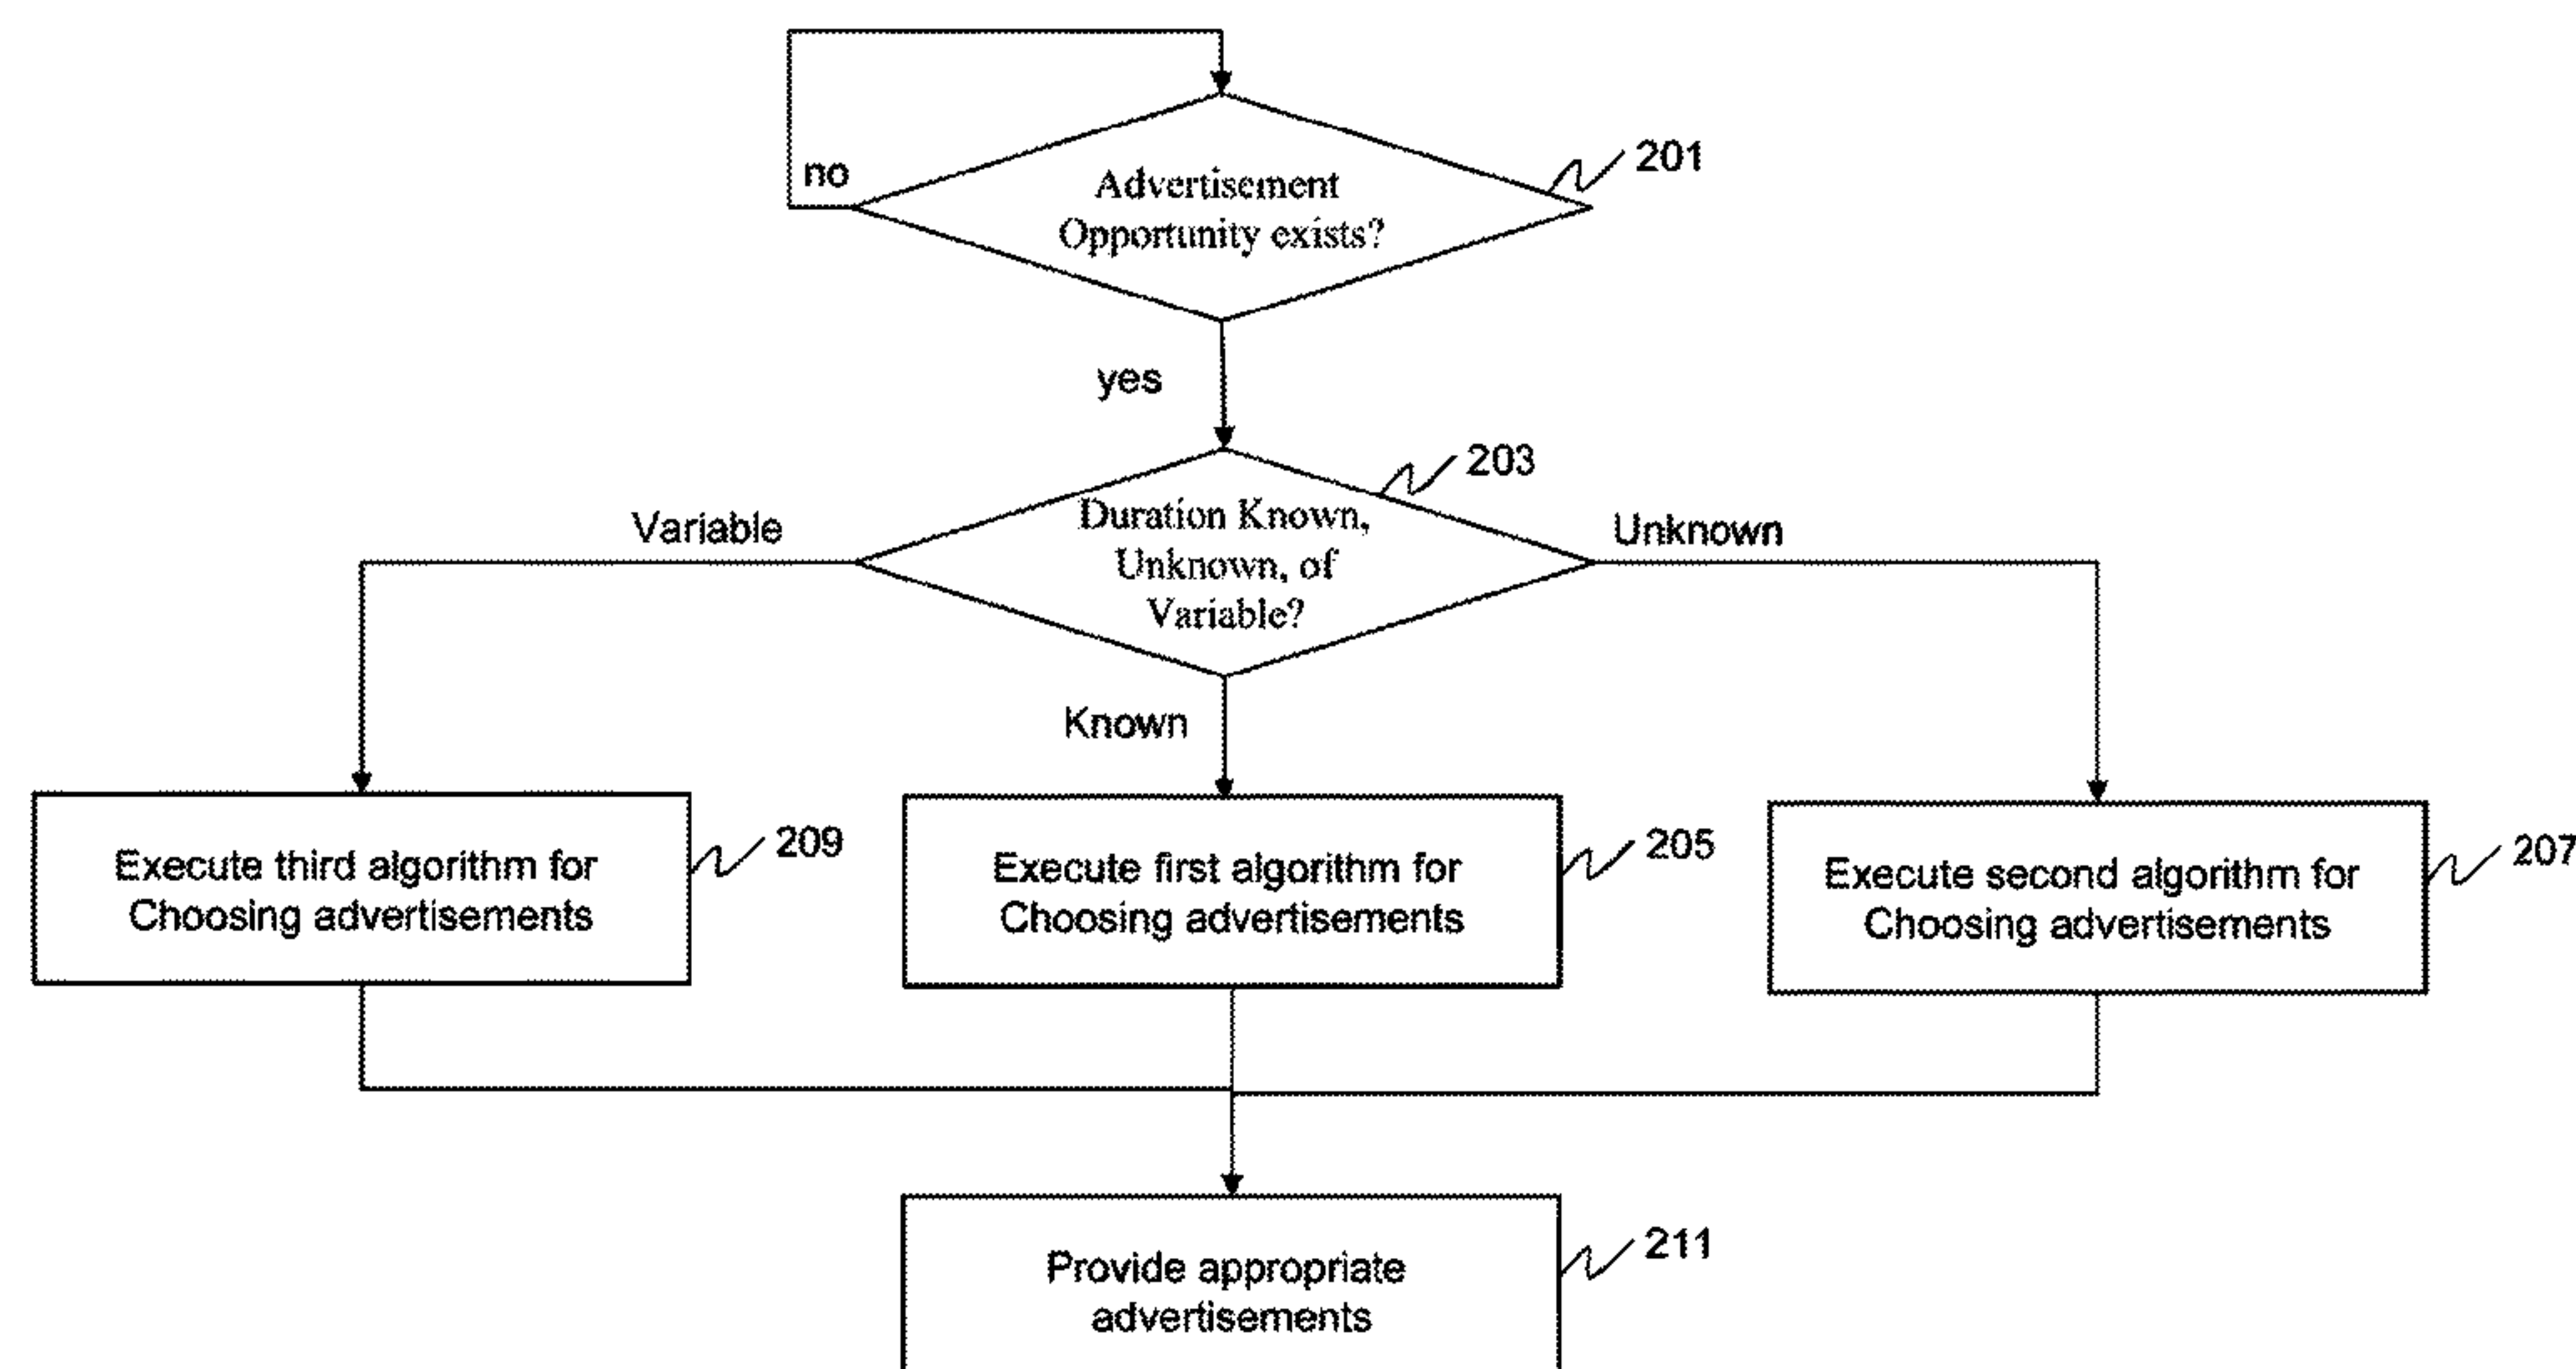 no
Advertisement
Opportunity exists?
201
yes
203
Variable
Duration Known,
Unknown, of
Variable?
Unknown
Known
Execute third algorithm for
Choosing advertisements
209
Execute first algorithm for
Choosing advertisements
205
Execute second algorithm for
Choosing advertisements
207
Provide appropriate
advertisements
211